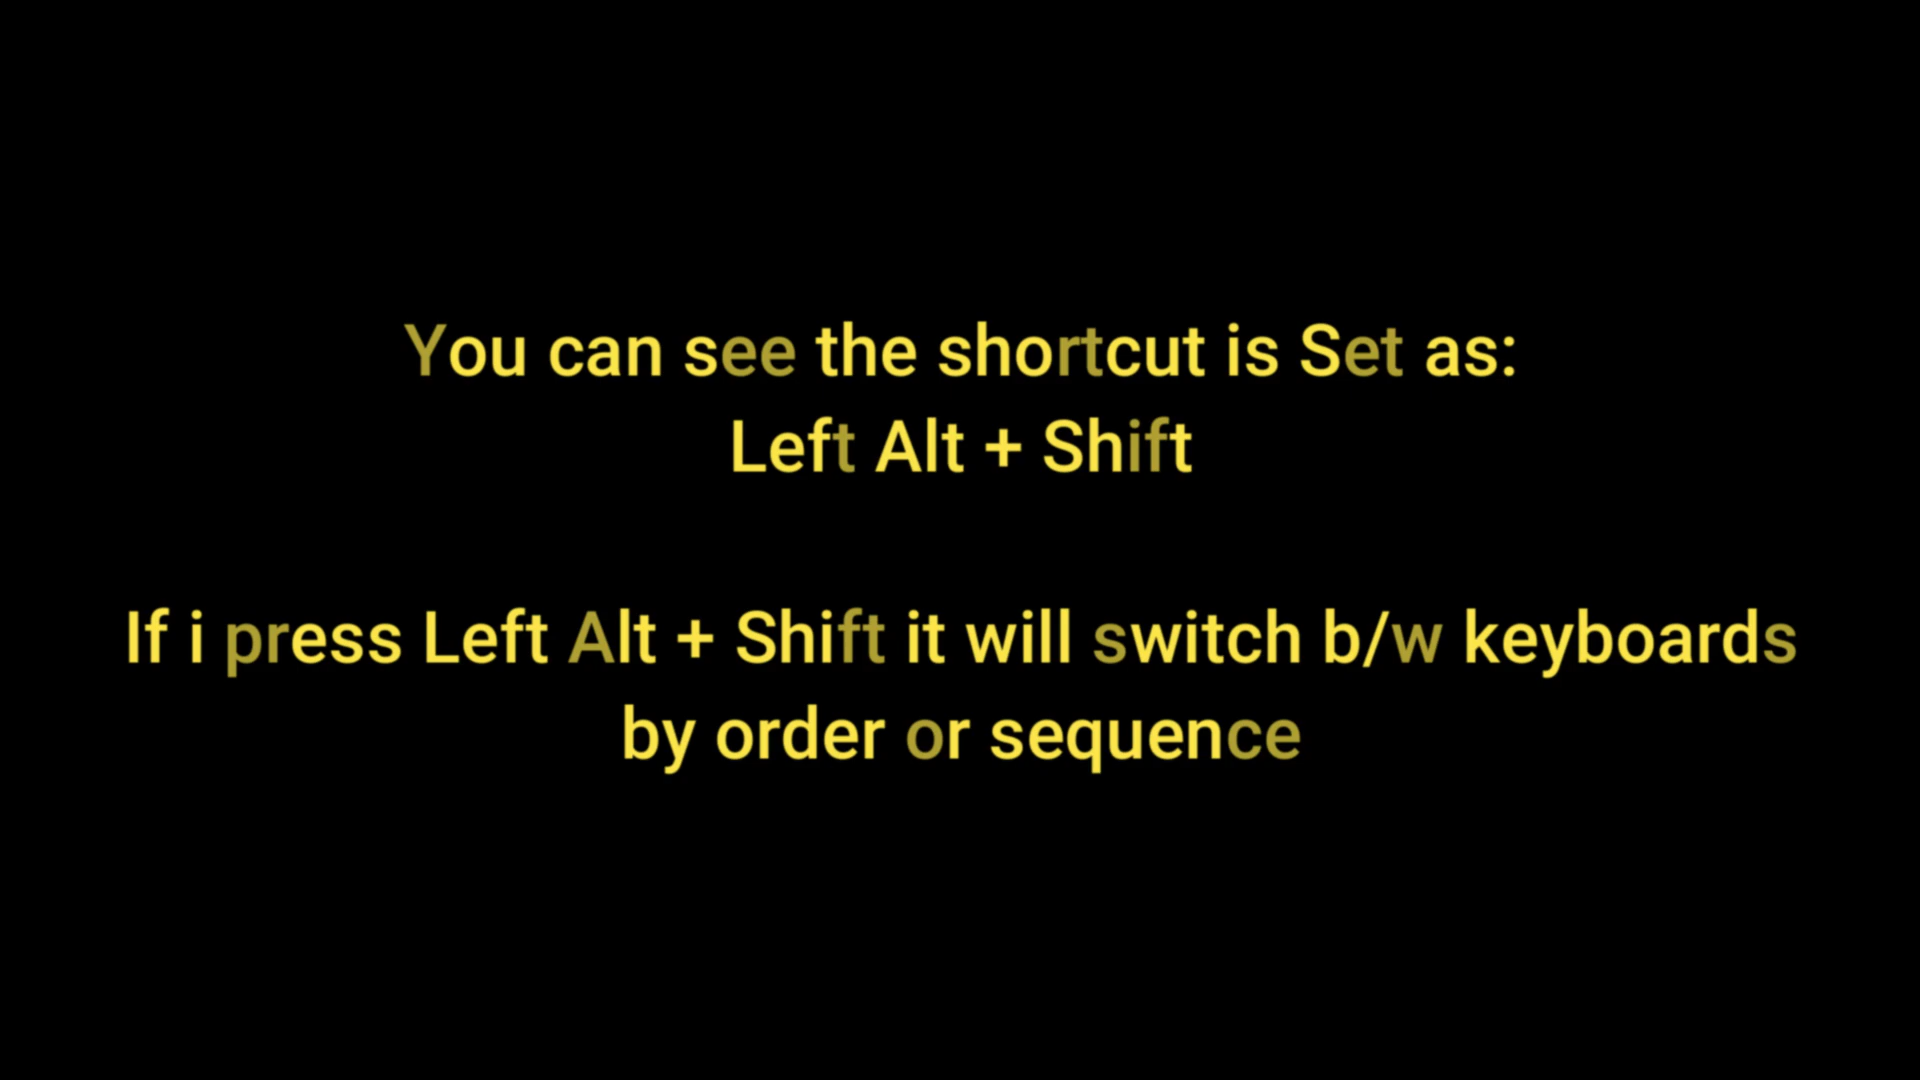 You can see the shortcut is Set as:
Left Alt + Shift
If i press Left Alt + Shift it will switch b/w keyboards
by order or sequence